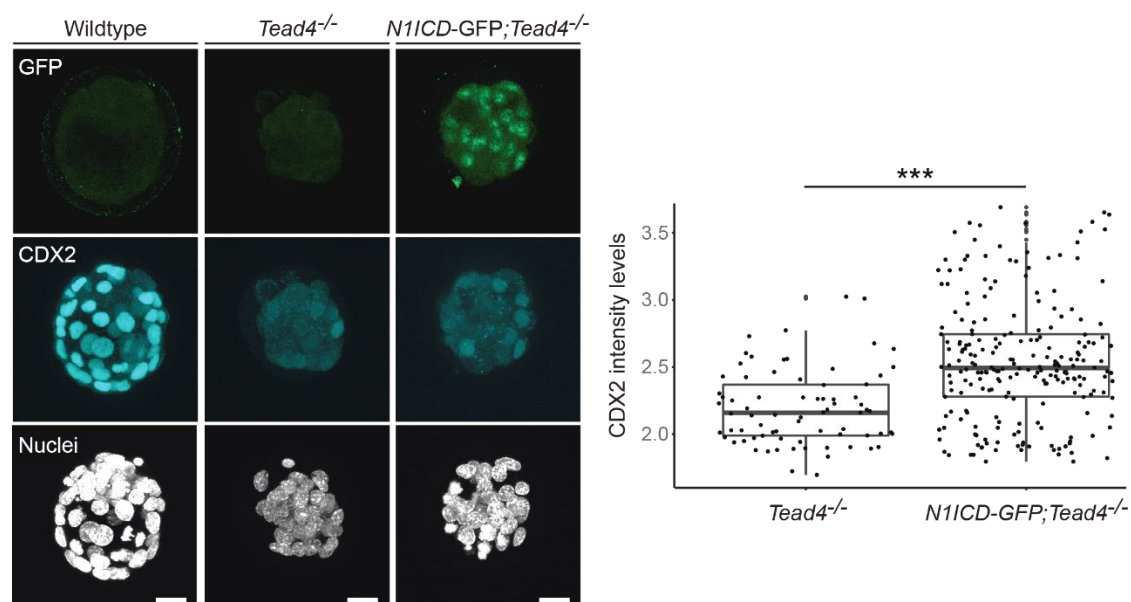 Wildtype Tead4-/- N1ICD-GFP;Tead4-/-
GFP
CDX2
Nuclei
***
CDX2 intensity levels
3.5
3.0
2.5
2.0
Tead4-/- N1ICD-GFP;Tead4-/-